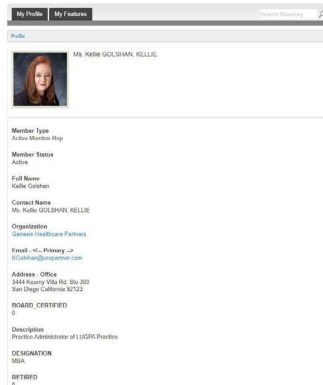 My Profile My Features Search Directory
Profile
Ms. Kellie GOLSHAN, KELLIE
Member Type
Active Member Rep
Member Status
Active
Full Name
Kellie Golshan
Contact Name
Ms. Kellie GOLSHAN, KELLIE
Organization
Genesis Healthcare Partners
Email - <!-- Primary -->
KGolshan@unipartner.com
Address - Office
3444 Kearny Villa Rd. Ste 300
San Diego California 92123
BOARD_CERTIFIED
0
Description
Practice Administrator of LUGPA Practice
DESIGNATION
MBA
RETIRED
0